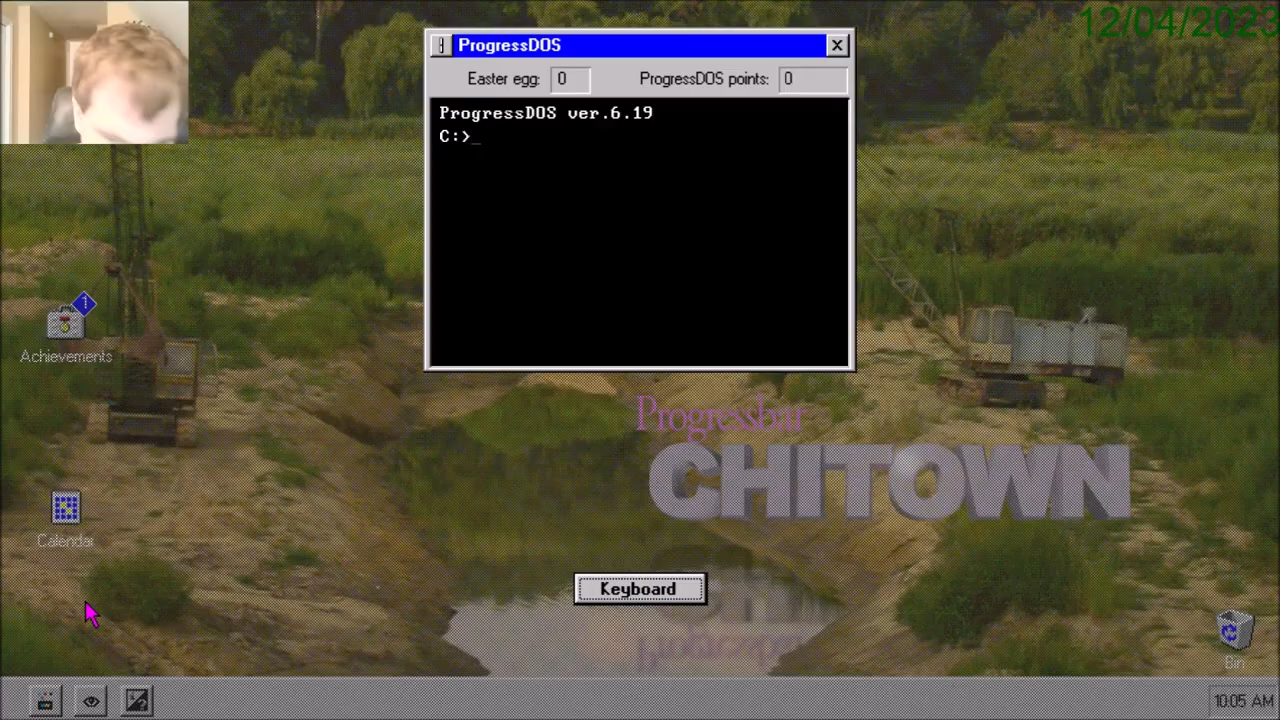 12/04/2023
ProgressDOS
Easter egg: 0 ProgressDOS points: 0
ProgressDOS ver.6.19
C:>_
1
Achievements
Progressbar
CHITOWN
Calendar
Keyboard
Bin
10:05 AM